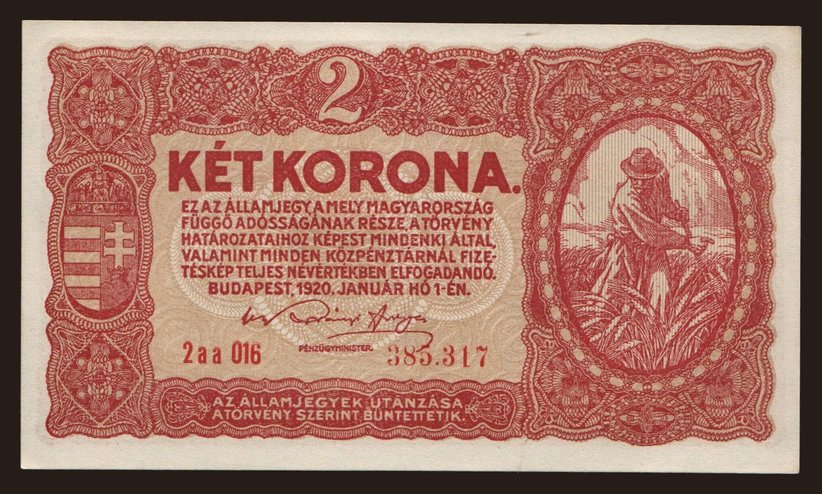 2
KÉT KORONA.
EZ AZ ÁLLAMJEGY, A MELY MAGYARORSZÁG
FÜGGŐ ADÓSSÁGÁNAK RÉSZE, A TÖRVÉNY
HATÁROZATAIHOZ KÉPEST MINDENKI ÁLTAL,
VALAMINT MINDEN KÖZPÉNZTÁRNÁL FIZE-
TÉSKÉP TELJES NÉVÉRTÉKBEN ELFOGADANDÓ.
BUDAPEST, 1920. JANUÁR HÓ 1-ÉN.
PÉNZÜGYMINISTER.
2aa 016 385.317
AZ ÁLLAMJEGYEK UTÁNZÁSA
A TÖRVÉNY SZERINT BÜNTETTETIK.